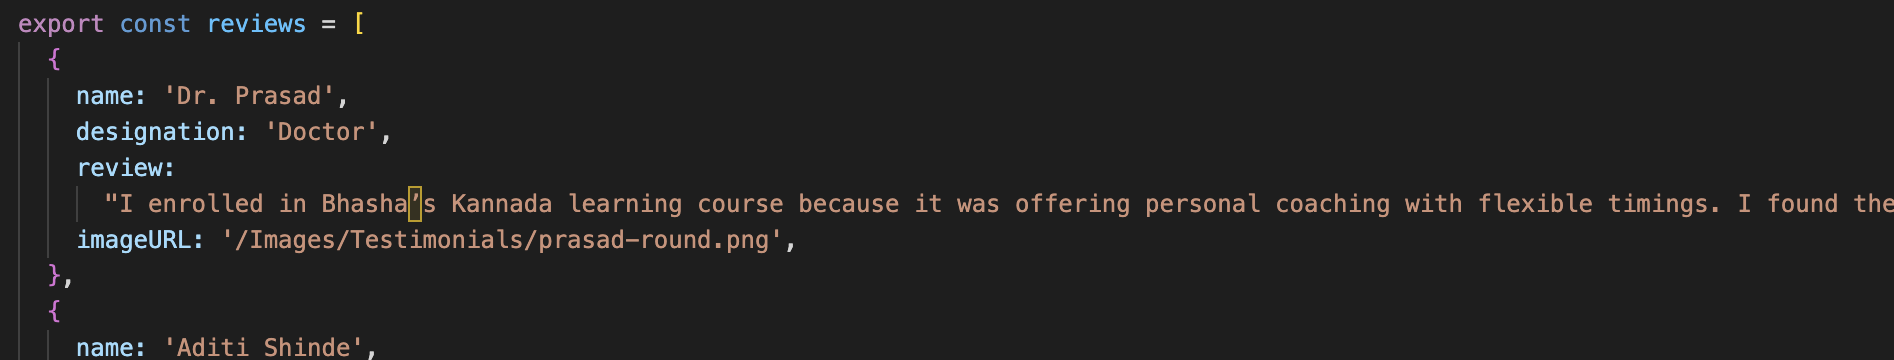 export const reviews = [
{
name: 'Dr. Prasad',
designation: 'Doctor',
review:
"I enrolled in Bhasha’s Kannada learning course because it was offering personal coaching with flexible timings. I found the
imageURL: '/Images/Testimonials/prasad-round.png',
},
{
name: 'Aditi Shinde',